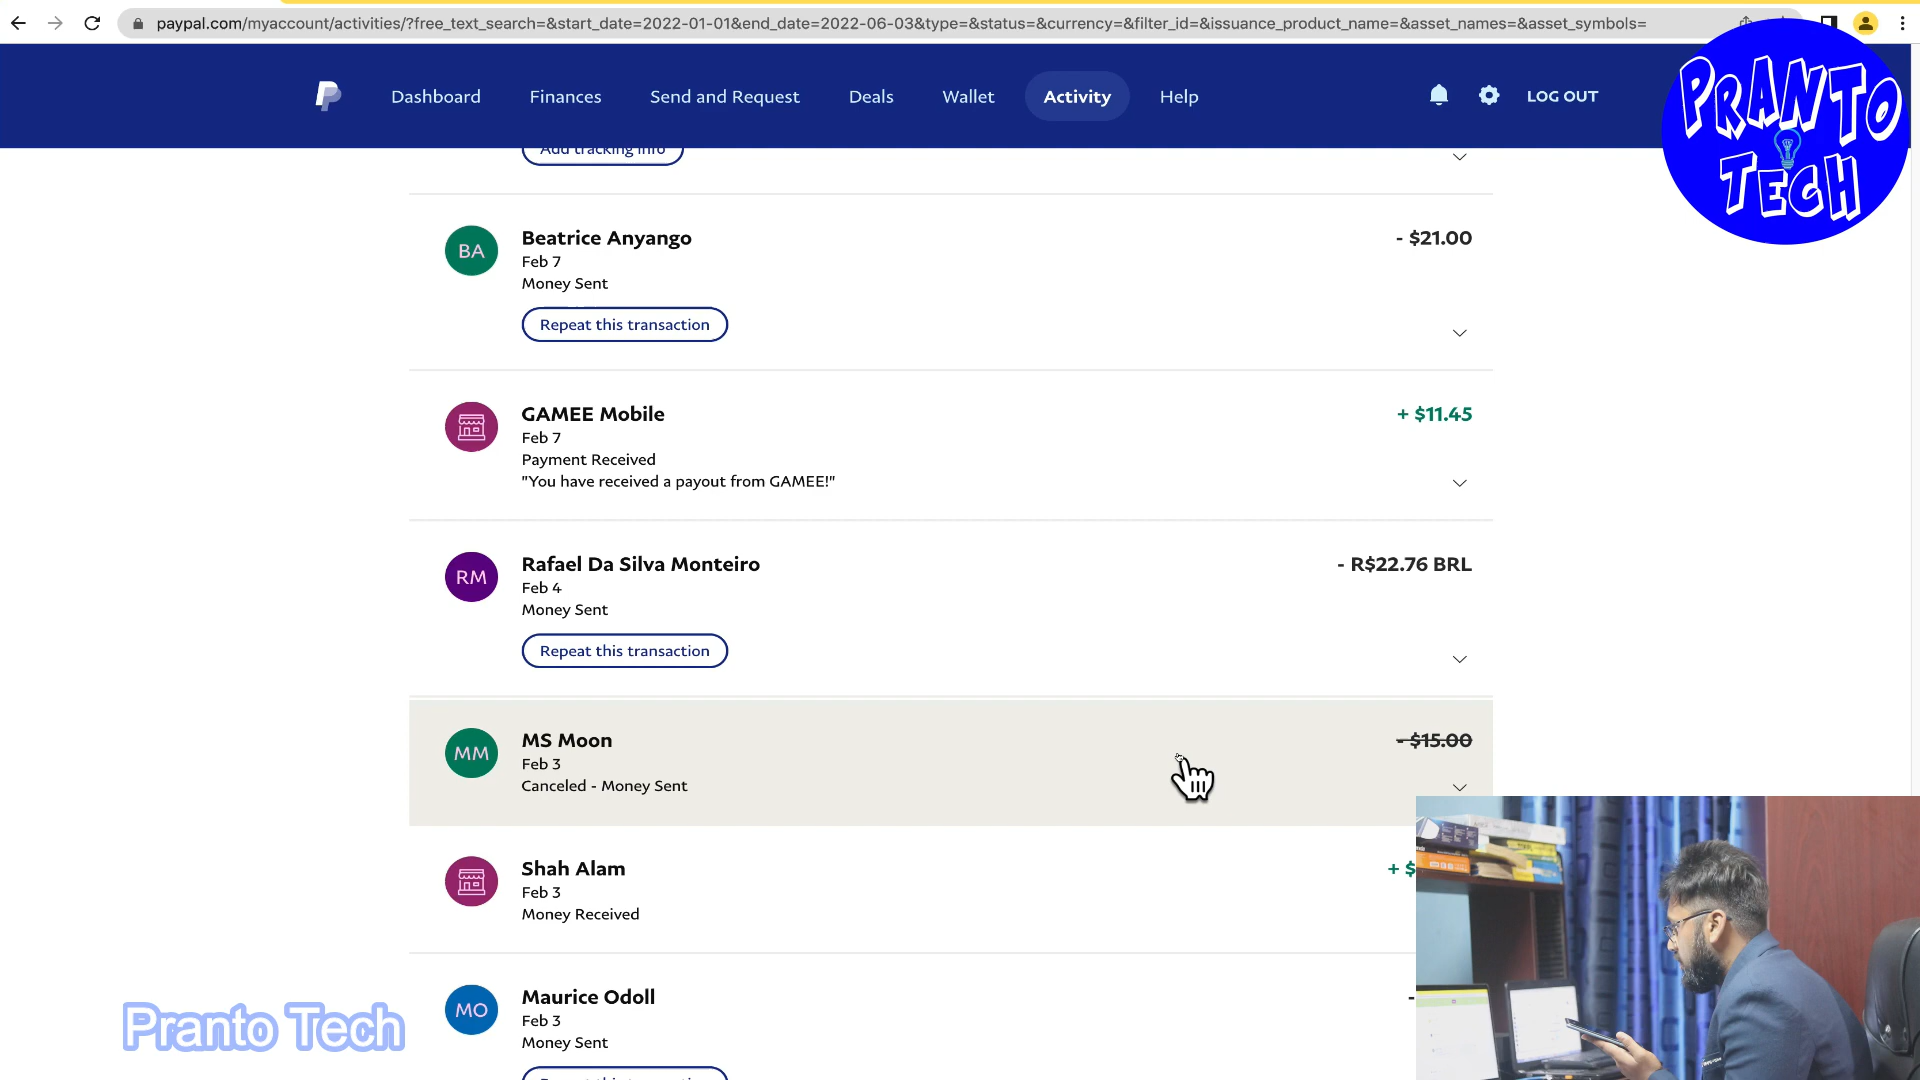 paypal.com/myaccount/activities/?free_text_search=&start_date=2022-01-01&end_date=2022-06-03&type=&status=&currency=&filter_id=&issuance_product_name=&asset_names=&asset_symbols=
Dashboard
Finances
Send and Request
Deals
Wallet
Activity
Help
LOG OUT
PRANTO
TECH
Add tracking info
BA
Beatrice Anyango
- $21.00
Feb 7
Money Sent
Repeat this transaction
GAMEE Mobile
+ $11.45
Feb 7
Payment Received
"You have received a payout from GAMEE!"
RM
Rafael Da Silva Monteiro
- R$22.76 BRL
Feb 4
Money Sent
Repeat this transaction
MM
MS Moon
- $15.00
Feb 3
Canceled - Money Sent
Shah Alam
+ $
Feb 3
Money Received
MO
Maurice Odoll
-
Feb 3
Money Sent
Pranto Tech